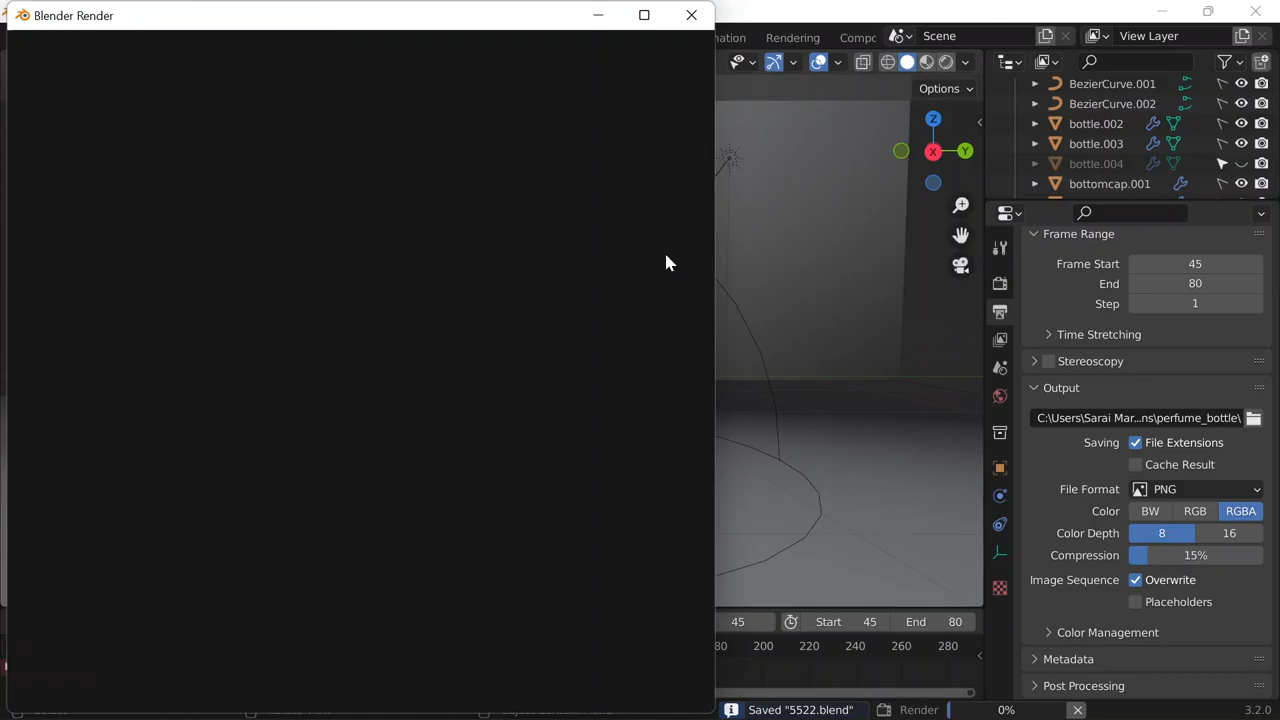 Blender Render
mation Rendering Compc Scene View Layer
Options
BezierCurve.001
BezierCurve.002
bottle.002
bottle.003
bottle.004
bottomcap.001
Z
X
Y
Frame Range
Frame Start 45
End 80
Step 1
Time Stretching
Stereoscopy
Output
C:\Users\Sarai Mar...ns\perfume_bottle\
Saving File Extensions
Cache Result
File Format PNG
Color BW RGB RGBA
Color Depth 8 16
Compression 15%
Image Sequence Overwrite
Placeholders
Color Management
Metadata
Post Processing
45 Start 45 End 80
80 200 220 240 260 280
Saved "5522.blend" Render 0% 3.2.0